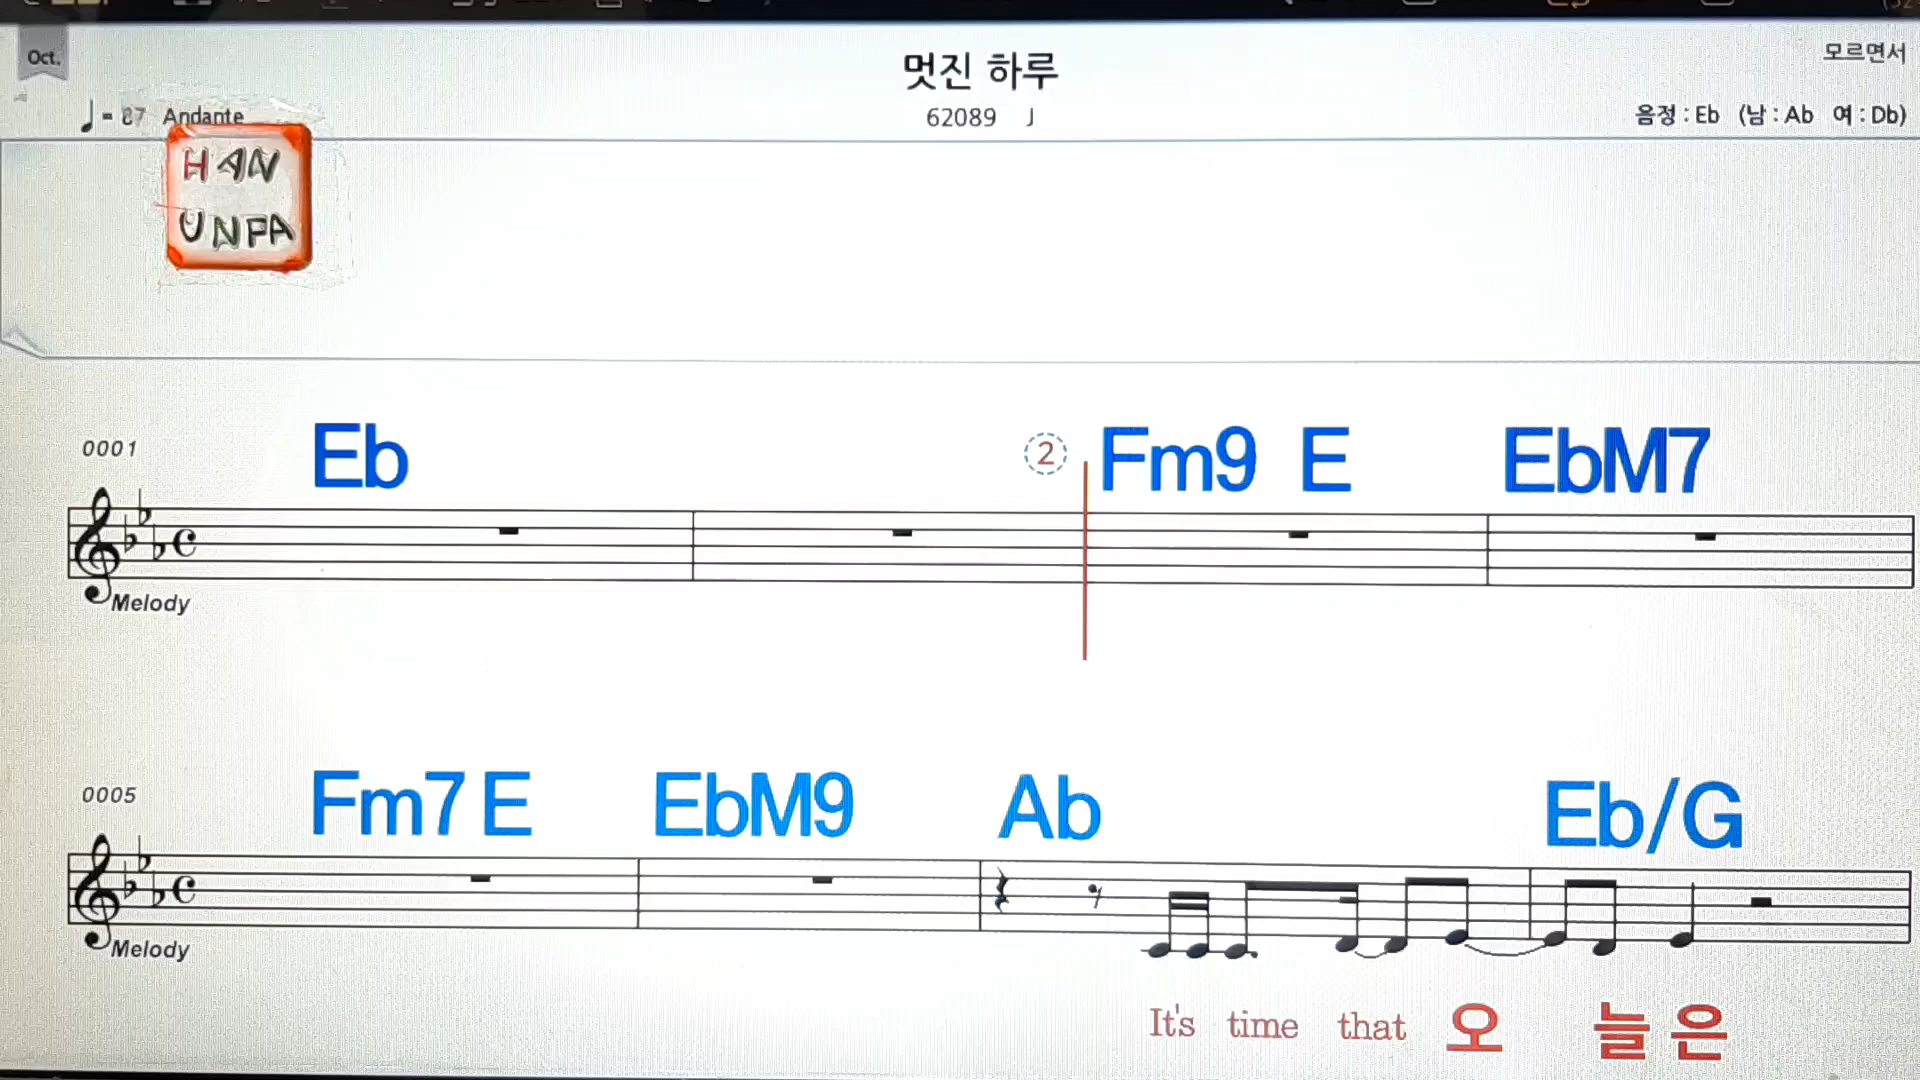 Oct.
멋진 하루
모르면서
= 87 Andante
62089 J
음정 : Eb (남 : Ab 여 : Db)
HAN
UNPA
0001
Eb
2
Fm9 E
EbM7
Melody
0005
Fm7 E
EbM9
Ab
Eb/G
Melody
It's time that 오 늘 은